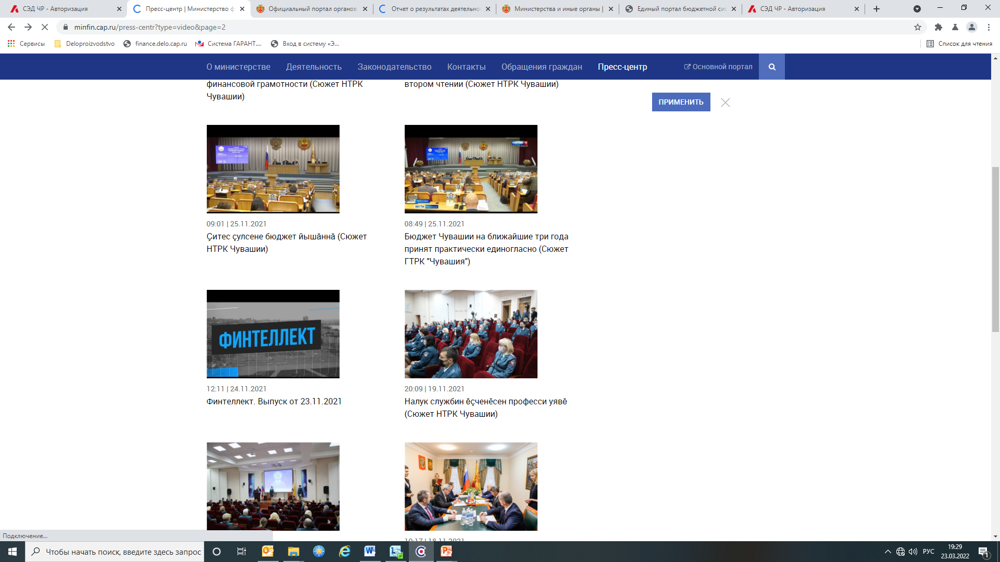 СЭД ЧР - Авторизация
Пресс-центр | Министерство ф
Официальный портал органов
Отчет о результатах деятельно
Министерства и иные органы |
Единый портал бюджетной сис
СЭД ЧР - Авторизация
minfin.cap.ru/press-centr?type=video&page=2
Сервисы
Deloproizvodstvo
finance.delo.cap.ru
Система ГАРАНТ....
Вход в систему «Э...
Список для чтения
О министерстве
Деятельность
Законодательство
Контакты
Обращения граждан
Пресс-центр
Основной портал
финансовой грамотности (Сюжет НТРК
Чувашии)
втором чтении (Сюжет НТРК Чувашии)
ПРИМЕНИТЬ
РОССИЯ 1
ВЕСТИ
09:01 | 25.11.2021
Çитес çулсене бюджет йышăннă (Сюжет
НТРК Чувашии)
08:49 | 25.11.2021
Бюджет Чувашии на ближайшие три года
принят практически единогласно (Сюжет
ГТРК "Чувашия")
ФИНТЕЛЛЕКТ
12:11 | 24.11.2021
Финтеллект. Выпуск от 23.11.2021
20:09 | 19.11.2021
Налук службин ĕçченĕсен професси уявĕ
(Сюжет НТРК Чувашии)
19:17 | 18.11.2021
Подключение...
Чтобы начать поиск, введите здесь запрос
РУС
19:29
23.03.2022
1